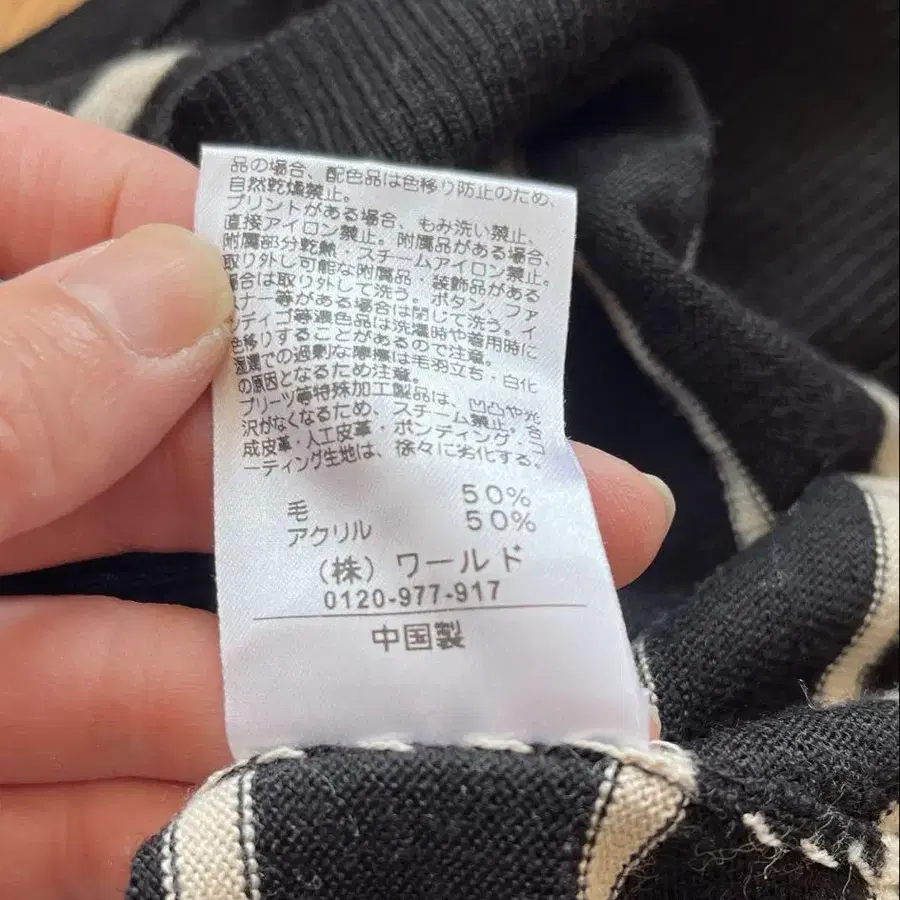 品の場合、配色品は色移り防止のため、
自然乾燥禁止。
プリントがある場合、もみ洗い禁止、
直接アイロン禁止。附属品がある場合、
附属部分乾熱、スチームアイロン禁止。
取り外し可能な附属品・装飾品がある
場合は取り外して洗う。ボタン、ファ
スナー等がある場合は閉じて洗う。イ
ンディゴ等濃色品は洗濯時や着用時に
色移りすることがあるので注意。
湿潤での過剰な摩擦は毛羽立ち・白化
の原因となるため注意。
プリーツ等特殊加工製品は、凹凸や光
沢がなくなるため、スチーム禁止。合
成皮革・人工皮革・ボンディング・コ
ーティング生地は、徐々に劣化する。
毛 50%
アクリル 50%
（株）ワールド
0120-977-917
中国製